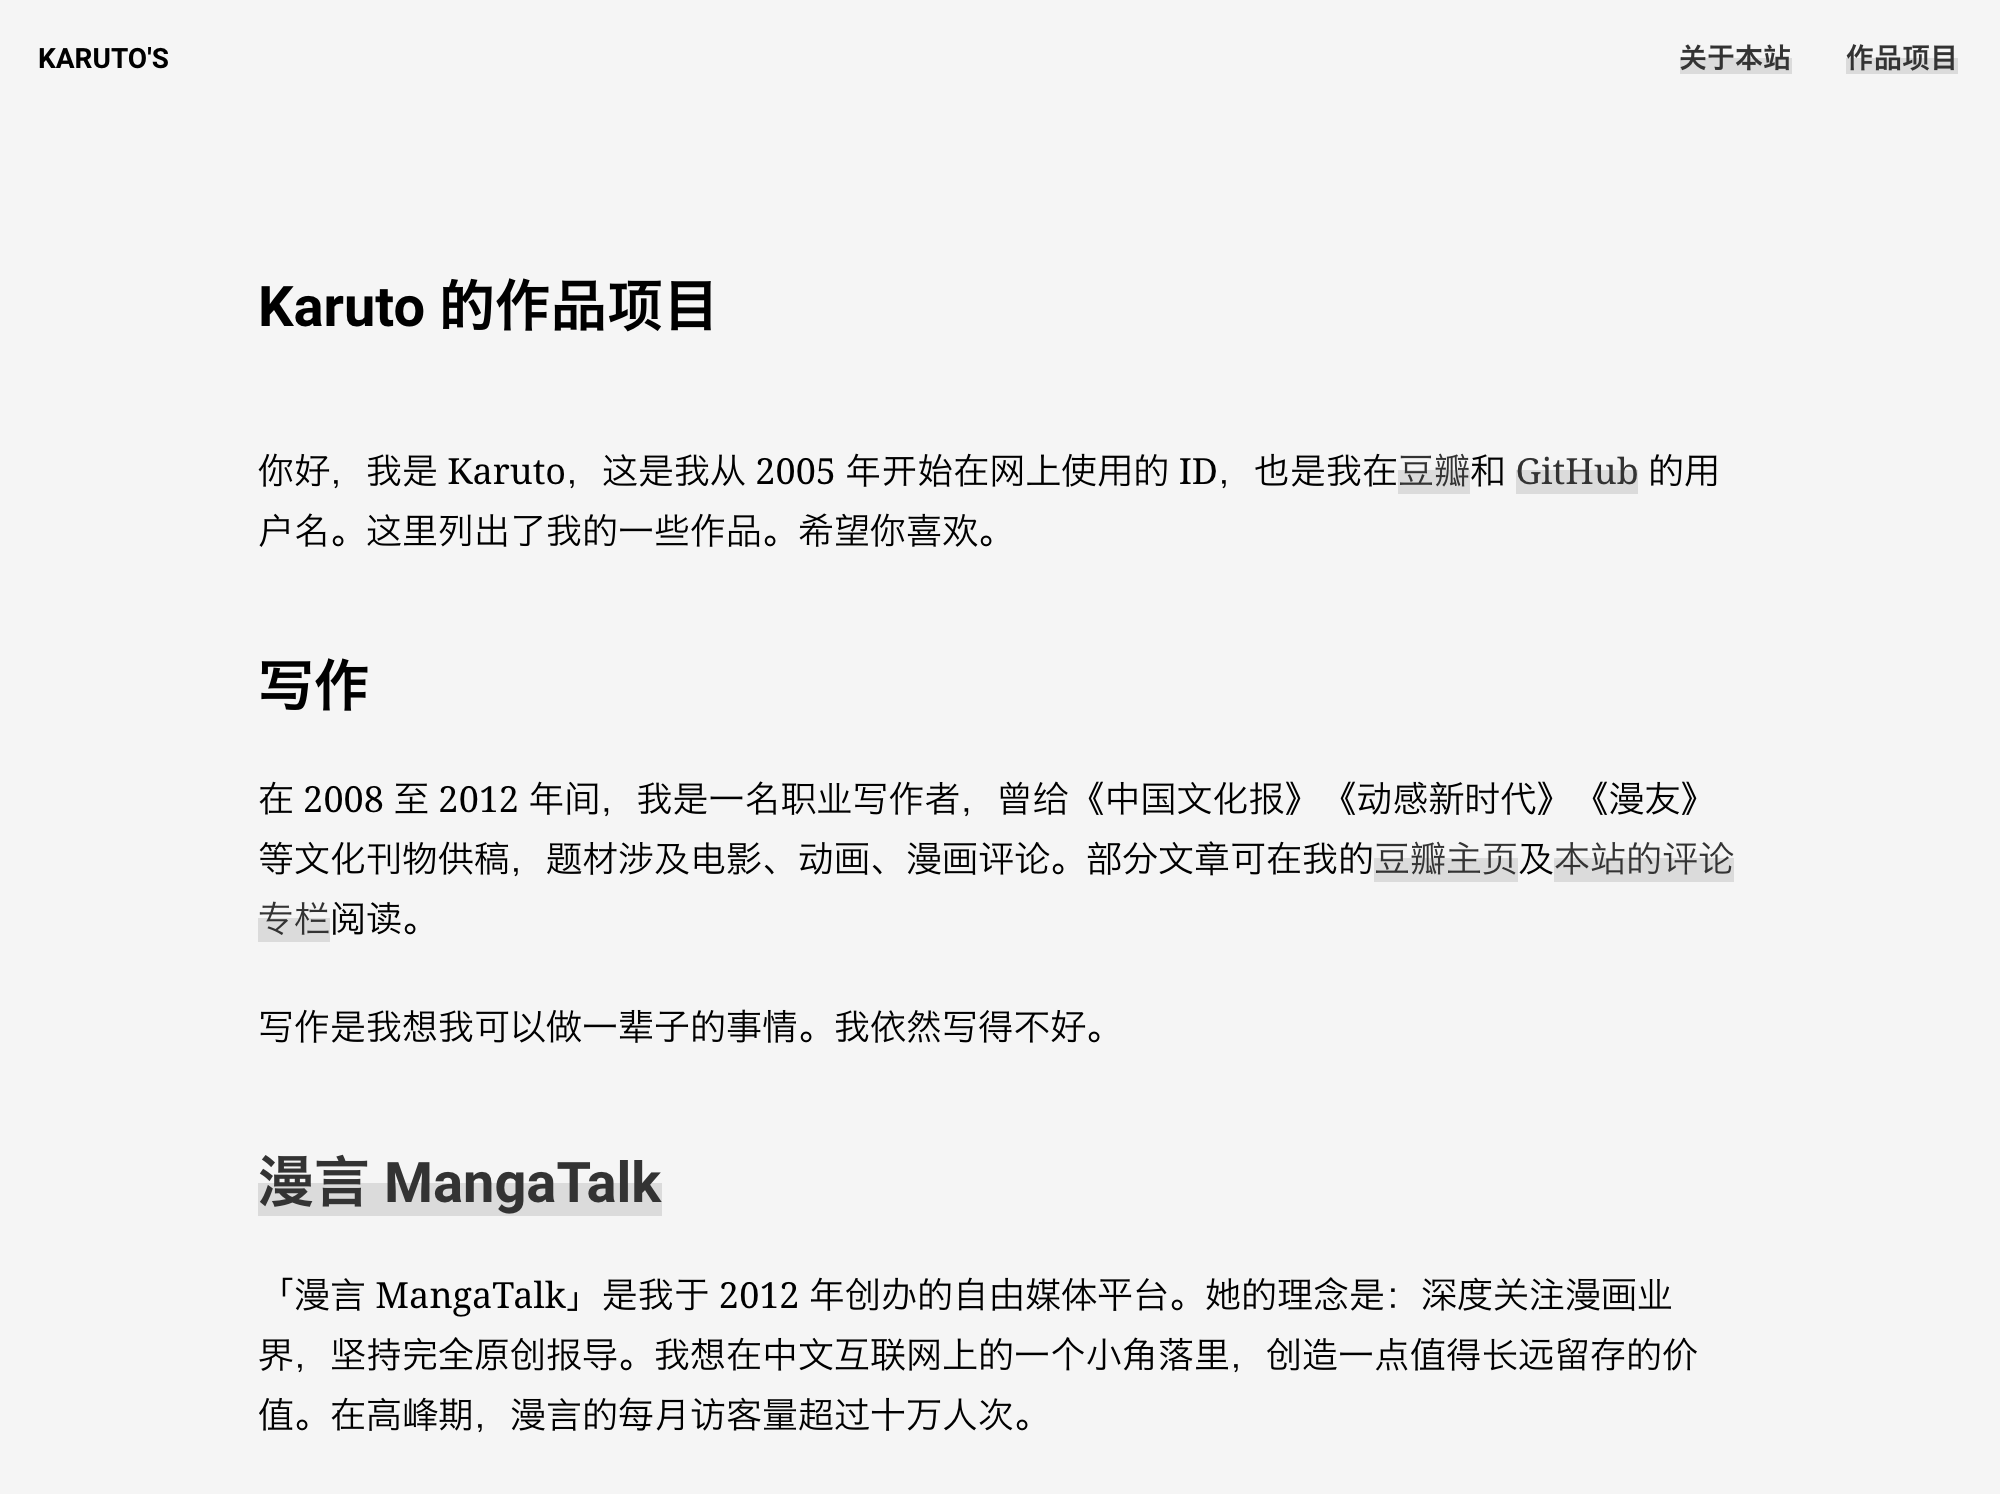 KARUTO'S
关于本站
作品项目
Karuto 的作品项目
你好，我是 Karuto，这是我从 2005 年开始在网上使用的 ID，也是我在豆瓣和 GitHub 的用
户名。这里列出了我的一些作品。希望你喜欢。
写作
在 2008 至 2012 年间，我是一名职业写作者，曾给《中国文化报》《动感新时代》《漫友》
等文化刊物供稿，题材涉及电影、动画、漫画评论。部分文章可在我的豆瓣主页及本站的评论
专栏阅读。
写作是我想我可以做一辈子的事情。我依然写得不好。
漫言 MangaTalk
「漫言 MangaTalk」是我于 2012 年创办的自由媒体平台。她的理念是：深度关注漫画业
界，坚持完全原创报导。我想在中文互联网上的一个小角落里，创造一点值得长远留存的价
值。在高峰期，漫言的每月访客量超过十万人次。